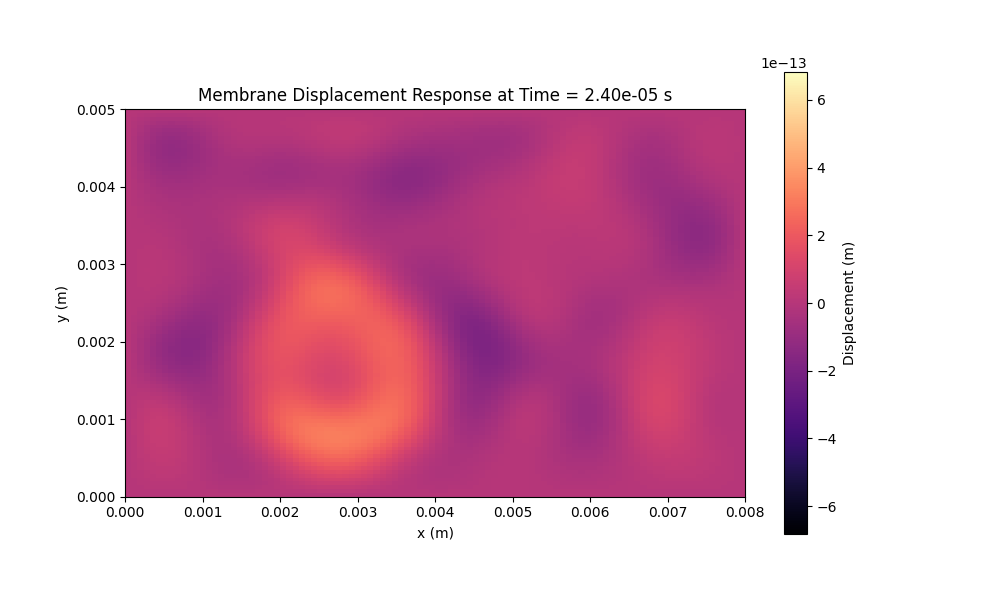 1e−13
Membrane Displacement Response at Time = 2.40e-05 s
0.005
0.004
0.003
0.002
0.001
0.000
y (m)
0.000 0.001 0.002 0.003 0.004 0.005 0.006 0.007 0.008
x (m)
6
4
2
0
−2
−4
−6
Displacement (m)